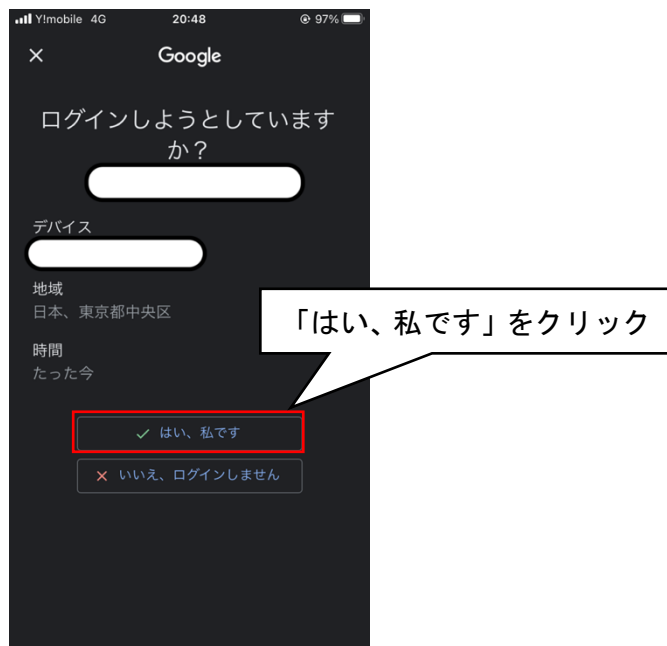 Y!mobile 4G 20:48 97%
Google
ログインしようとしています
か？
デバイス
地域
日本、東京都中央区
「はい、私です」をクリック
時間
たった今
はい、私です
いいえ、ログインしません